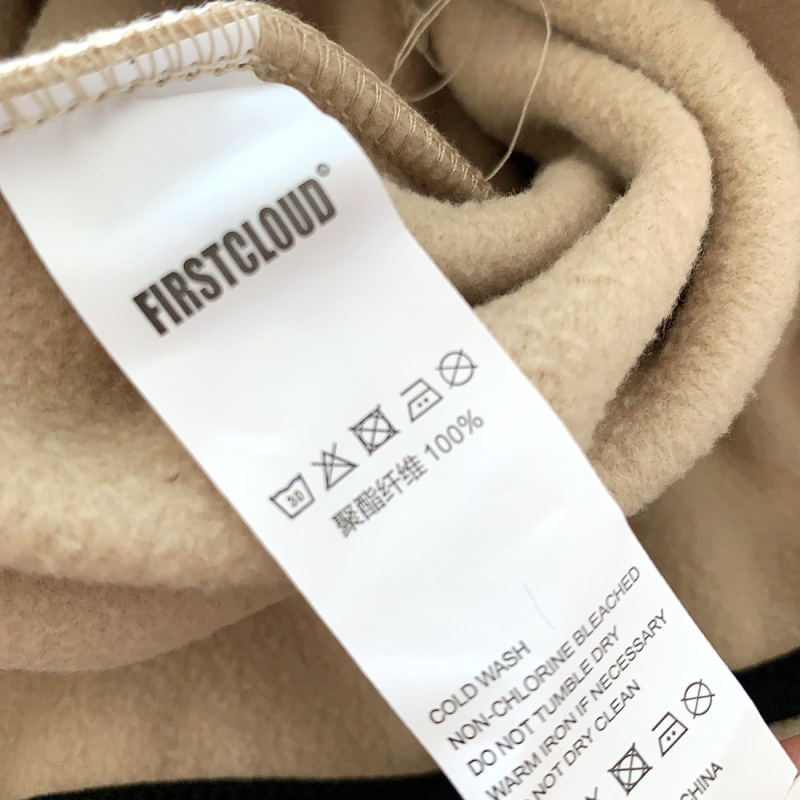 FIRSTCLOUD®
30
聚酯纤维 100%
COLD WASH
NON-CHLORINE BLEACHED
DO NOT TUMBLE DRY
WARM IRON IF NECESSARY
DO NOT DRY CLEAN
CHINA